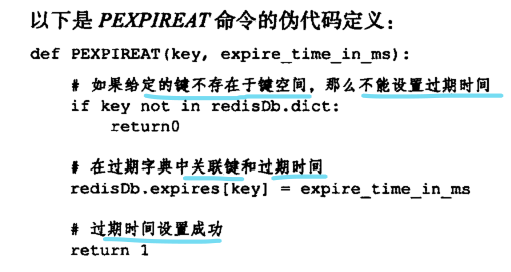 以下是 PEXPIREAT 命令的伪代码定义：
def PEXPIREAT(key, expire_time_in_ms):
# 如果给定的键不存在于键空间，那么不能设置过期时间
if key not in redisDb.dict:
return0
# 在过期字典中关联键和过期时间
redisDb.expires[key] = expire_time_in_ms
# 过期时间设置成功
return 1